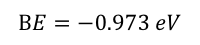 BE = −0.973 eV